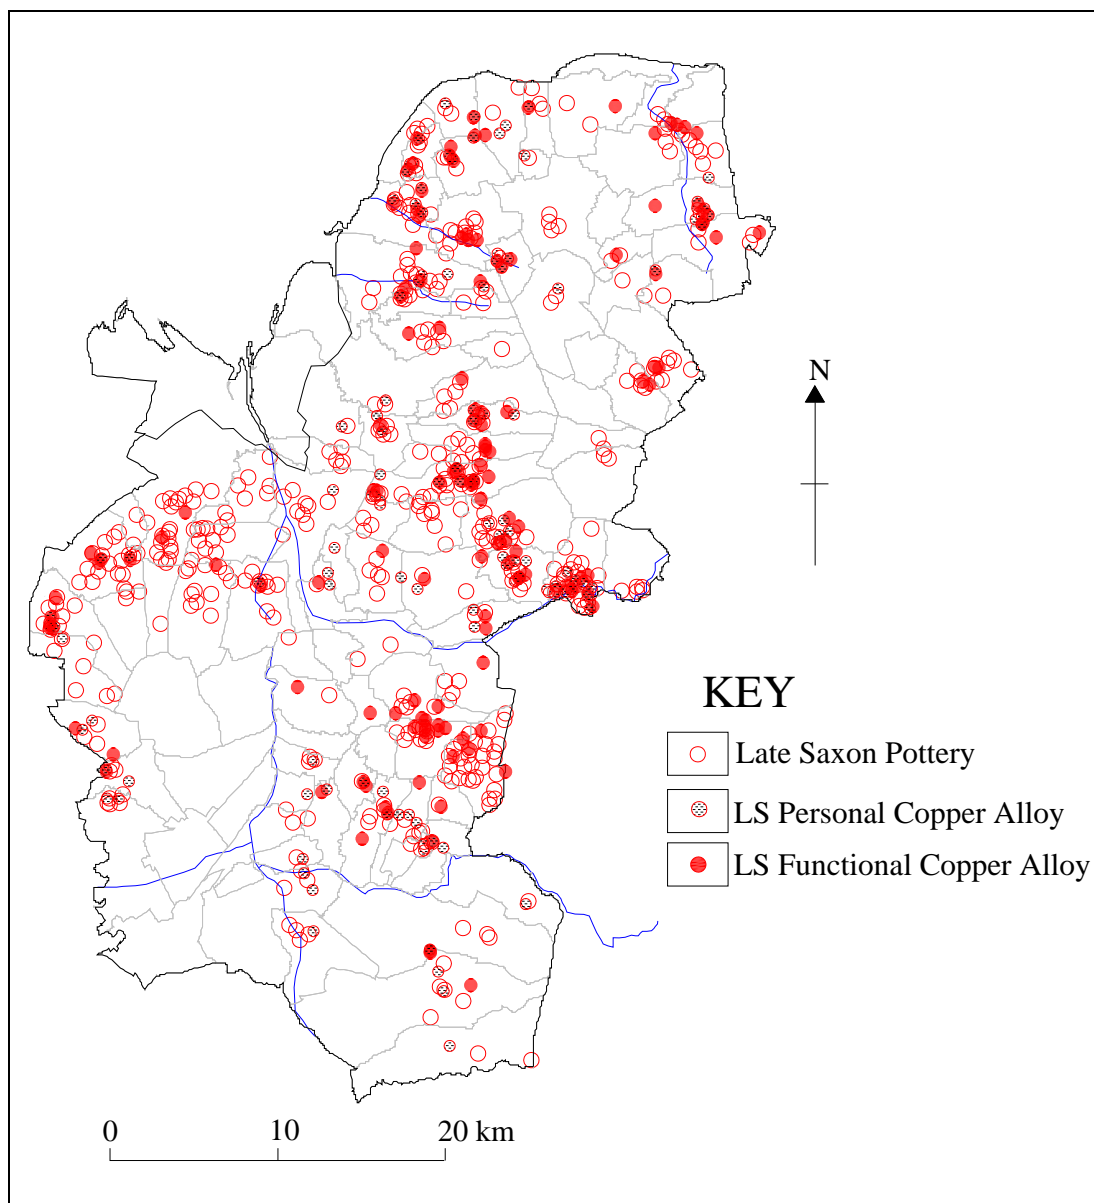 N
KEY
Late Saxon Pottery
LS Personal Copper Alloy
LS Functional Copper Alloy
0 10 20 km